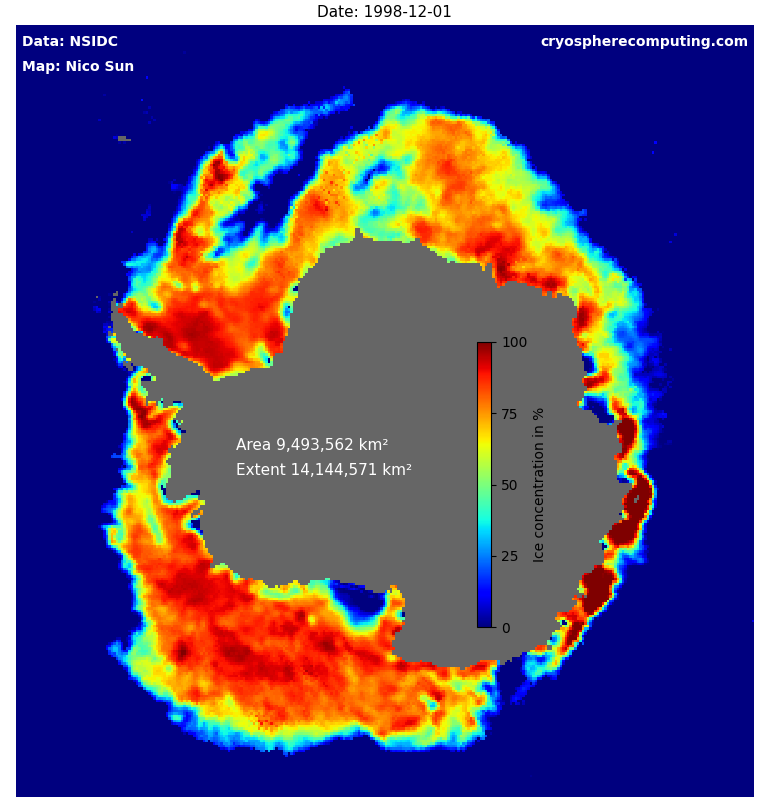 Date: 1998-12-01
Data: NSIDC
cryospherecomputing.com
Map: Nico Sun
100
75
Area 9,493,562 km²
Extent 14,144,571 km²
50
25
0
Ice concentration in %